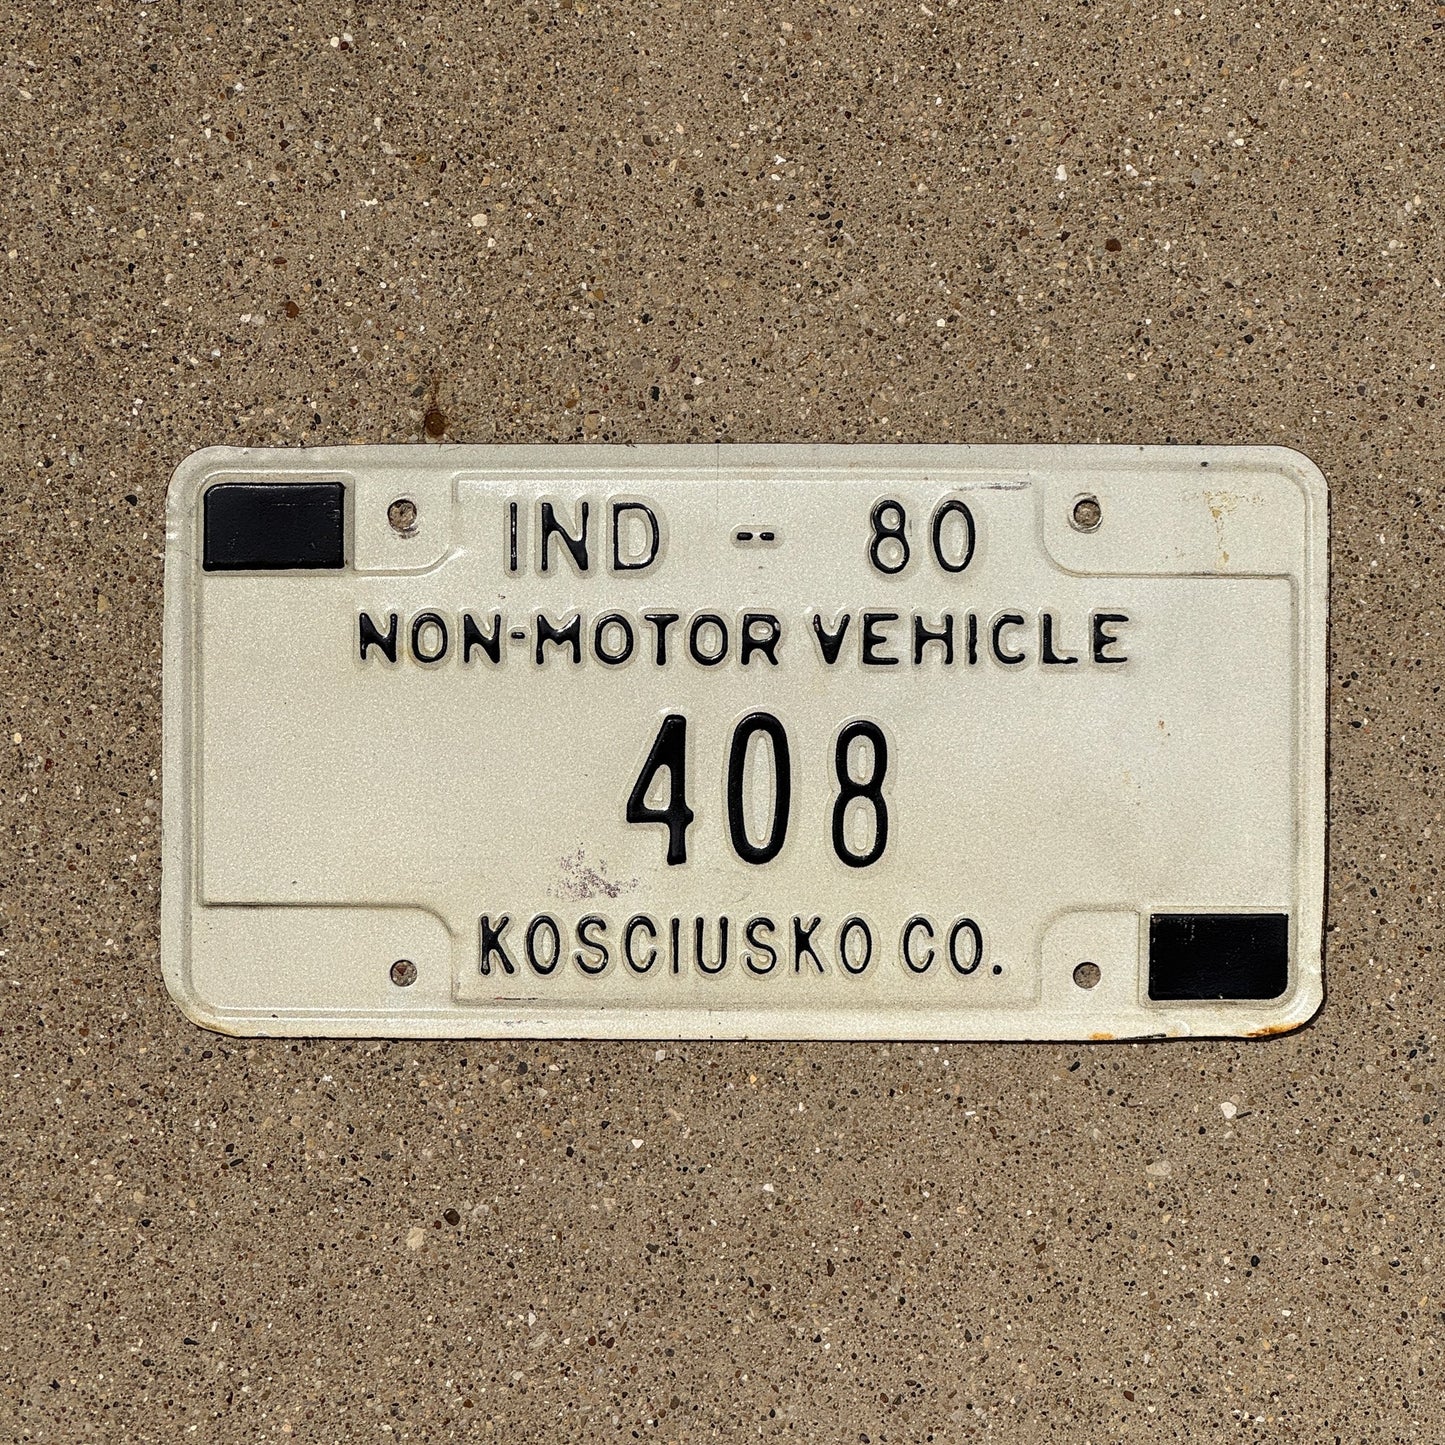 IND -- 80
NON-MOTOR VEHICLE
408
KOSCIUSKO CO.